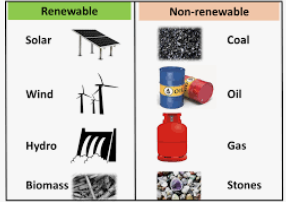 Renewable
Non-renewable
Solar
Coal
Wind
Oil
Hydro
Gas
Biomass
Stones